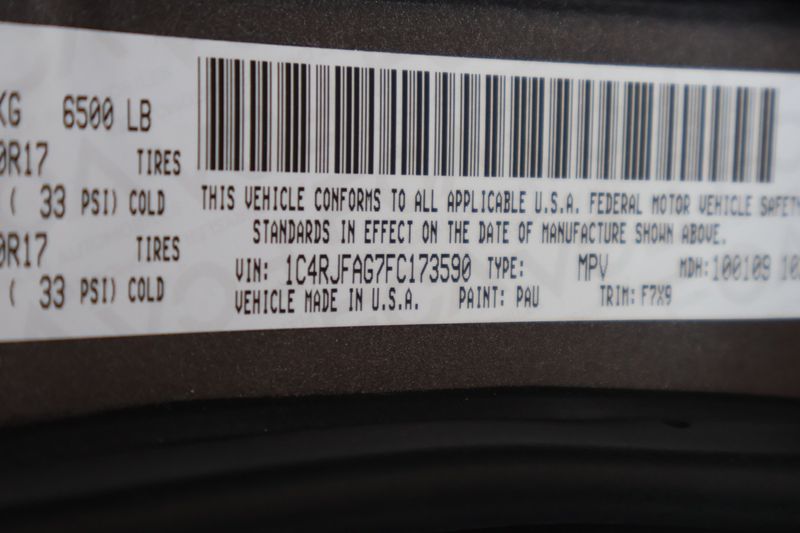 KG 6500 LB
0R17 TIRES
( 33 PSI) COLD
0R17 TIRES
( 33 PSI) COLD
THIS VEHICLE CONFORMS TO ALL APPLICABLE U.S.A. FEDERAL MOTOR VEHICLE SAFETY
STANDARDS IN EFFECT ON THE DATE OF MANUFACTURE SHOWN ABOVE.
VIN: 1C4RJFAG7FC173590 TYPE: MPV MDH: 100109 10
VEHICLE MADE IN U.S.A. PAINT: PAU TRIM: F7X9